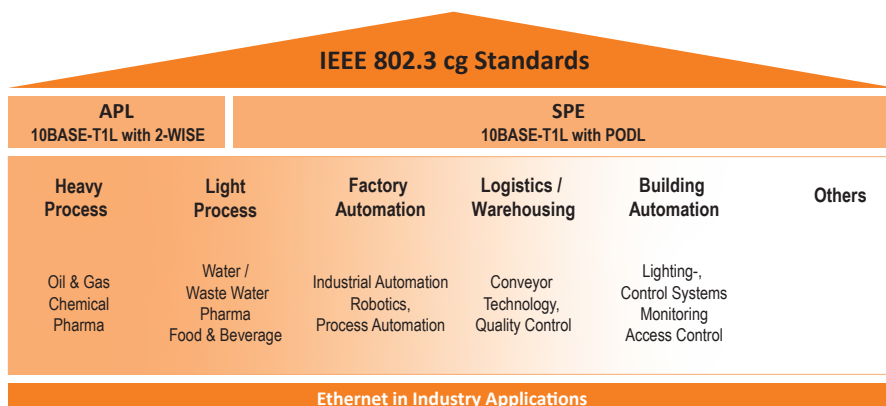 IEEE 802.3 cg Standards
APL
10BASE-T1L with 2-WISE
SPE
10BASE-T1L with PODL
Heavy
Process
Light
Process
Factory
Automation
Logistics /
Warehousing
Building
Automation
Others
Oil & Gas
Chemical
Pharma
Water /
Waste Water
Pharma
Food & Beverage
Industrial Automation
Robotics,
Process Automation
Conveyor
Technology,
Quality Control
Lighting-,
Control Systems
Monitoring
Access Control
Ethernet in Industry Applications